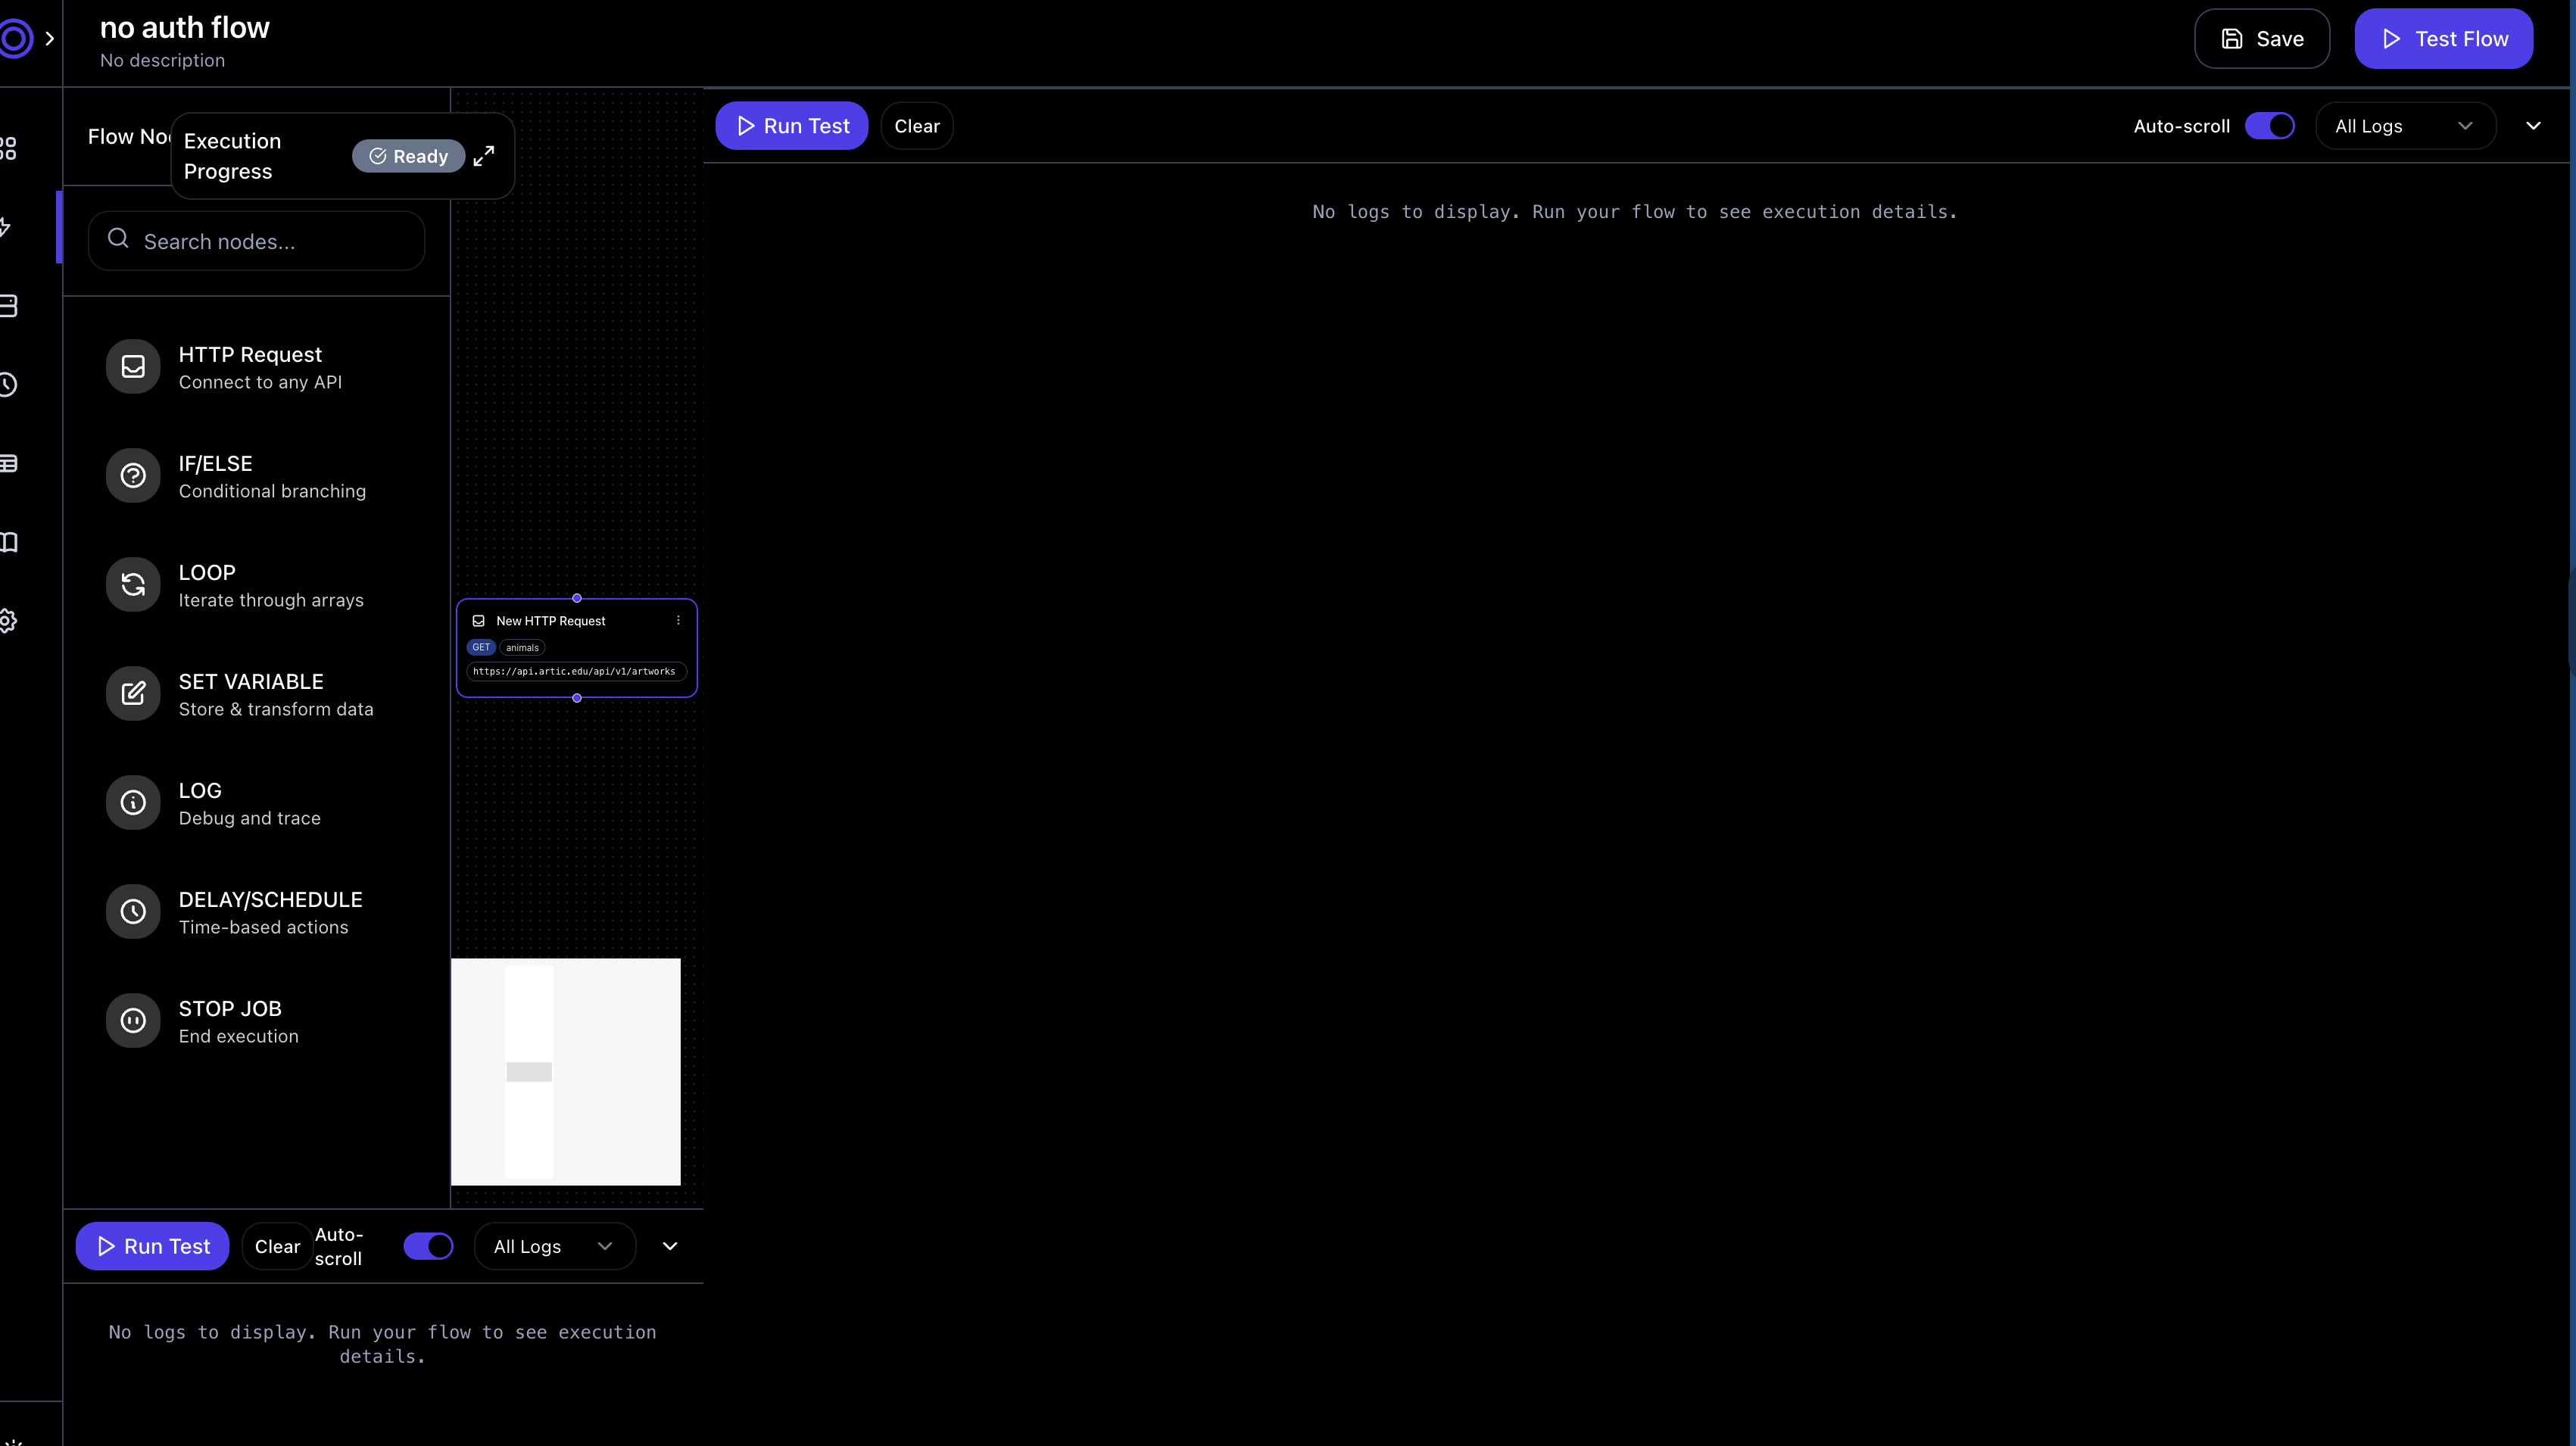 no auth flow
No description
Save
Test Flow
Flow No
Execution
Progress
Ready
Search nodes...
HTTP Request
Connect to any API
IF/ELSE
Conditional branching
LOOP
Iterate through arrays
SET VARIABLE
Store & transform data
LOG
Debug and trace
DELAY/SCHEDULE
Time-based actions
STOP JOB
End execution
New HTTP Request
GET animals
https://api.artic.edu/api/v1/artworks
Run Test
Clear
Auto-
scroll
All Logs
No logs to display. Run your flow to see execution
details.
Run Test
Clear
Auto-scroll
All Logs
No logs to display. Run your flow to see execution details.